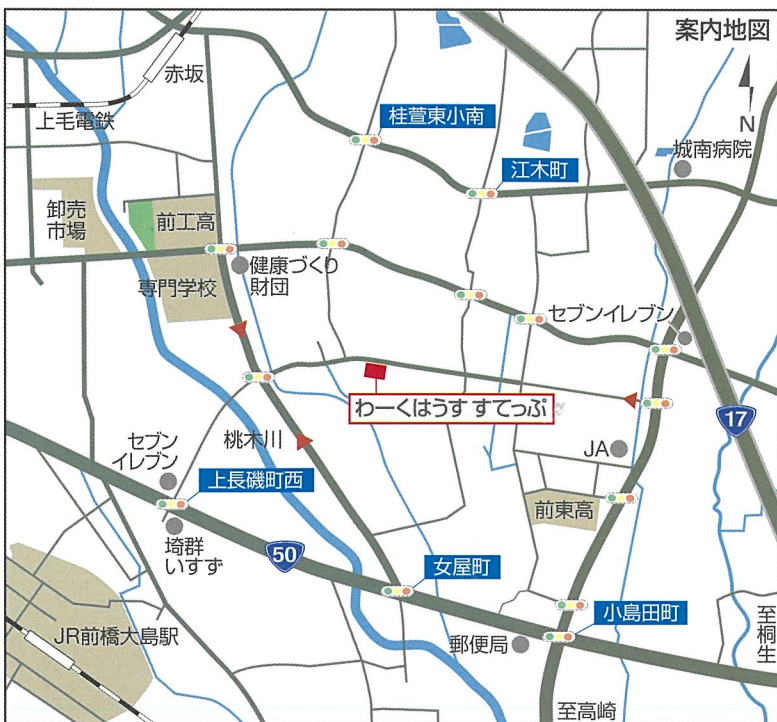 案内地図
赤坂
上毛電鉄
桂萱東小南
N
江木町
城南病院
卸売
市場
前工高
健康づくり
財団
専門学校
セブンイレブン
わーくはうす すてっぷ
17
桃木川
セブン
イレブン
JA
上長磯町西
前東高
埼群
いすず
50
女屋町
小島田町
至桐生
JR前橋大島駅
郵便局
至高崎